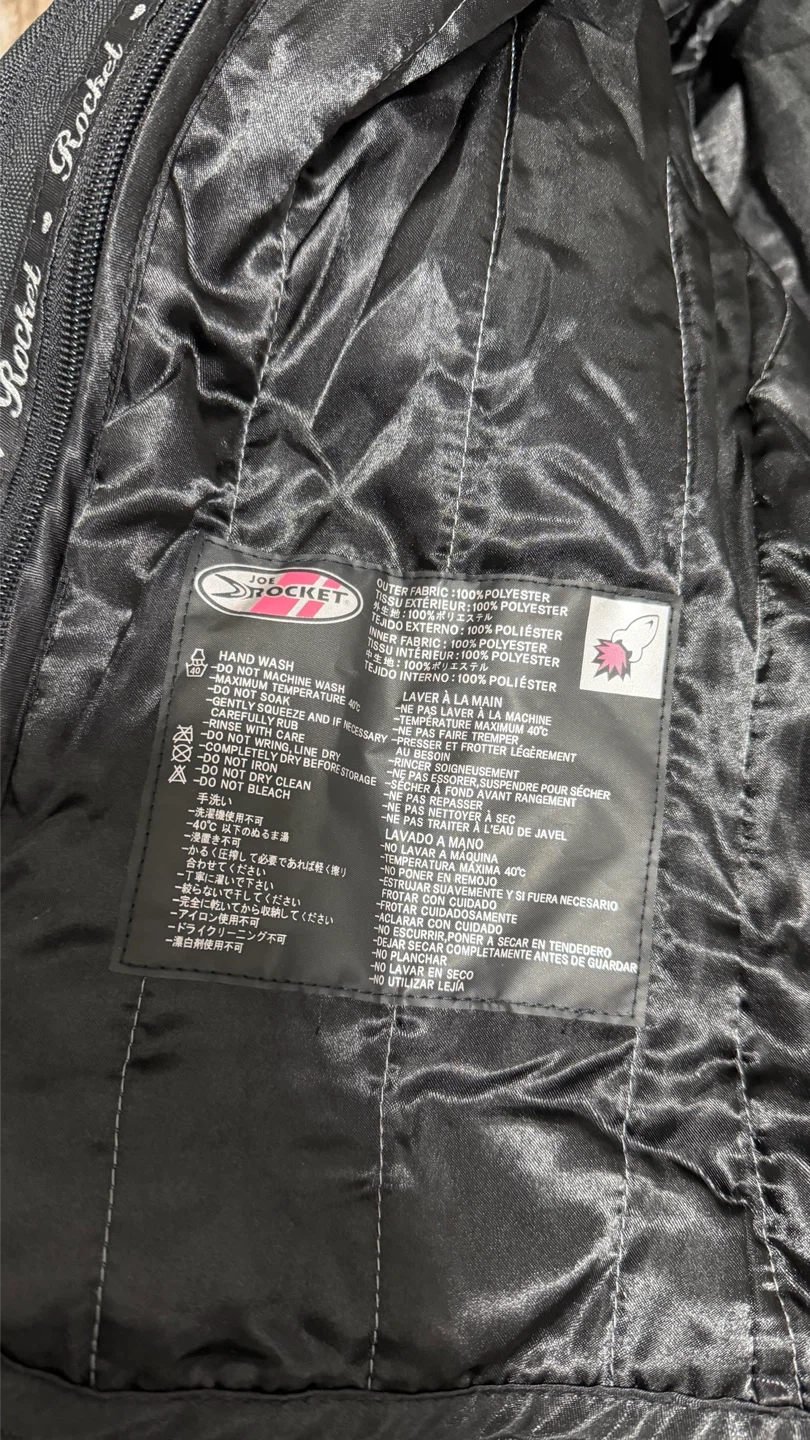 Rocket
Rocket
JOE
ROCKET
OUTER FABRIC :100% POLYESTER
TISSU EXTÉRIEUR:100% POLYESTER
外生地:100%ポリエステル
TEJIDO EXTERNO: 100% POLIÉSTER
INNER FABRIC : 100% POLYESTER
TISSU INTÉRIEUR: 100% POLYESTER
中生地: 100%ポリエステル
TEJIDO INTERNO: 100% POLIÉSTER
40
HAND WASH
-DO NOT MACHINE WASH
-MAXIMUM TEMPERATURE 40℃
-DO NOT SOAK
-GENTLY SQUEEZE AND IF NECESSARY
CAREFULLY RUB
-RINSE WITH CARE
-DO NOT WRING, LINE DRY
-COMPLETELY DRY BEFORE STORAGE
-DO NOT IRON
-DO NOT DRY CLEAN
-DO NOT BLEACH
手洗い
-洗濯機使用不可
-40℃ 以下のぬるま湯
-浸置き不可
-かるく圧搾して必要であれば軽く擦り
合わせてください
-丁寧に濯いで下さい
-絞らないで干してください
-完全に乾いてから収納してください
-アイロン使用不可
-ドライクリーニング不可
-漂白剤使用不可
LAVER À LA MAIN
-NE PAS LAVER À LA MACHINE
-TEMPÉRATURE MAXIMUM 40℃
-NE PAS FAIRE TREMPER
-PRESSER ET FROTTER LÉGÈREMENT
AU BESOIN
-RINCER SOIGNEUSEMENT
-NE PAS ESSORER,SUSPENDRE POUR SÉCHER
-SÉCHER À FOND AVANT RANGEMENT
-NE PAS REPASSER
-NE PAS NETTOYER À SEC
-NE PAS TRAITER À L'EAU DE JAVEL
LAVADO A MANO
-NO LAVAR A MÁQUINA
-TEMPERATURA MÁXIMA 40℃
-NO PONER EN REMOJO
-ESTRUJAR SUAVEMENTE Y SI FUERA NECESARIO
FROTAR CON CUIDADO
-FROTAR CUIDADOSAMENTE
-ACLARAR CON CUIDADO
-NO ESCURRIR,PONER A SECAR EN TENDEDERO
-DEJAR SECAR COMPLETAMENTE ANTES DE GUARDAR
-NO PLANCHAR
-NO LAVAR EN SECO
-NO UTILIZAR LEJÍA